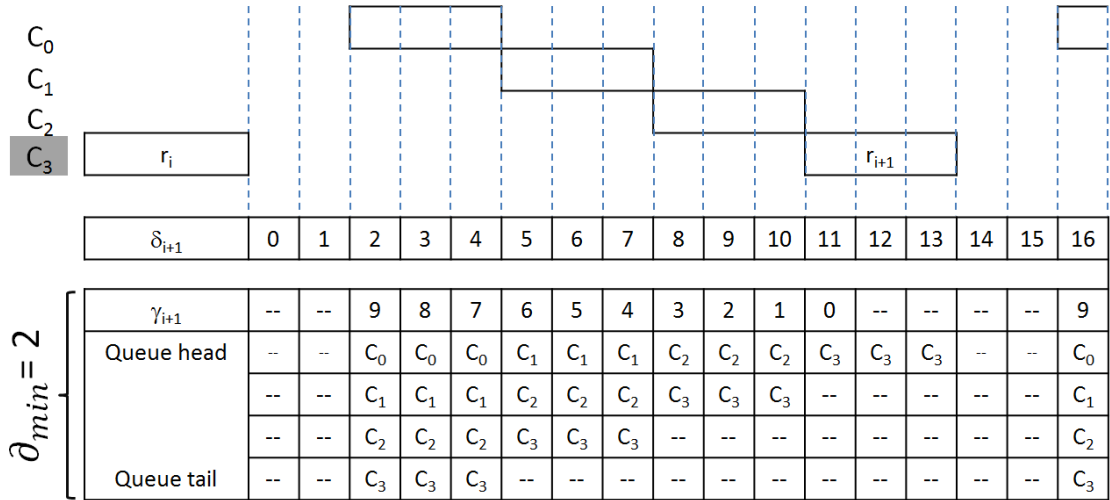 C₀
C₁
C₂
C₃ rᵢ rᵢ₊₁
δᵢ₊₁ 0 1 2 3 4 5 6 7 8 9 10 11 12 13 14 15 16
∂min = 2
γᵢ₊₁ -- -- 9 8 7 6 5 4 3 2 1 0 -- -- -- -- 9
Queue head -- -- C₀ C₀ C₀ C₁ C₁ C₁ C₂ C₂ C₂ C₃ C₃ C₃ -- -- C₀
-- -- C₁ C₁ C₁ C₂ C₂ C₂ C₃ C₃ C₃ -- -- -- -- -- C₁
-- -- C₂ C₂ C₂ C₃ C₃ C₃ -- -- -- -- -- -- -- -- C₂
Queue tail -- -- C₃ C₃ C₃ -- -- -- -- -- -- -- -- -- -- -- C₃